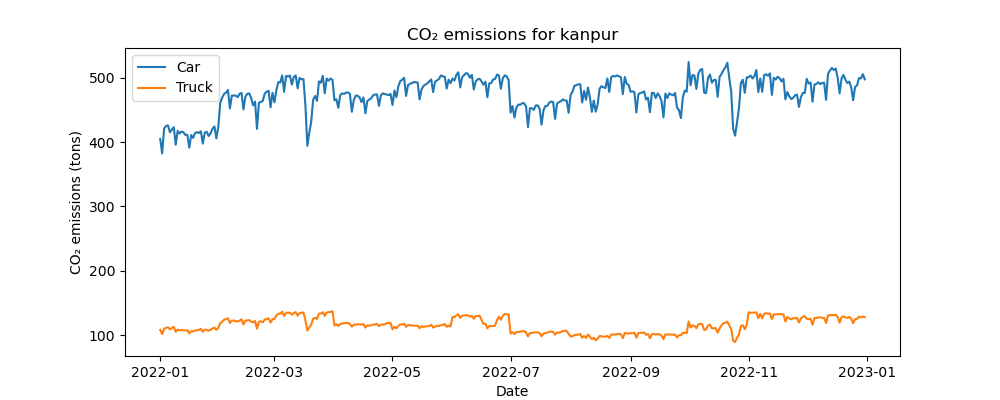 CO₂ emissions for kanpur
Car
Truck
CO₂ emissions (tons)
500
400
300
200
100
2022-01 2022-03 2022-05 2022-07 2022-09 2022-11 2023-01
Date